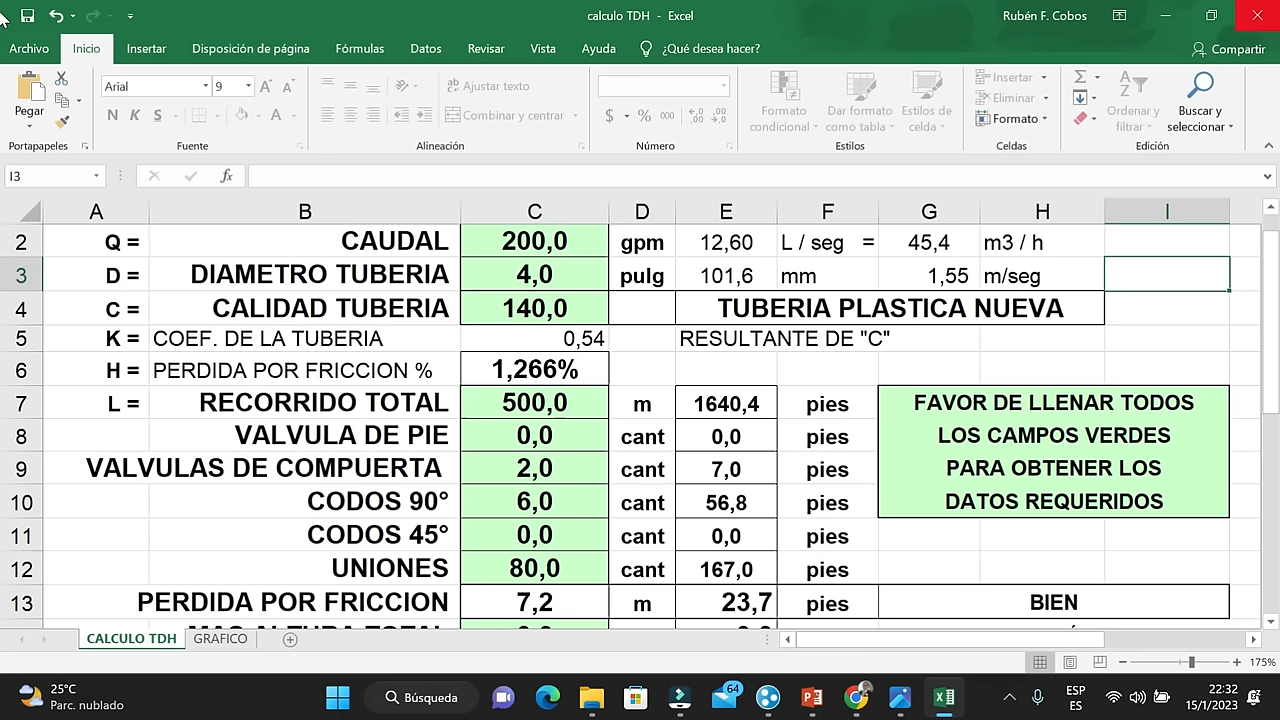 calculo TDH - Excel
Rubén F. Cobos
Archivo Inicio Insertar Disposición de página Fórmulas Datos Revisar Vista Ayuda ¿Qué desea hacer? Compartir
Pegar
Arial 9
N K S
Ajustar texto
Combinar y centrar
$ % 000
Formato condicional
Dar formato como tabla
Estilos de celda
Insertar
Eliminar
Formato
Ordenar y filtrar
Buscar y seleccionar
Portapapeles Fuente Alineación Número Estilos Celdas Edición
I3 fx
A B C D E F G H I
2 Q = CAUDAL 200,0 gpm 12,60 L / seg = 45,4 m3 / h
3 D = DIAMETRO TUBERIA 4,0 pulg 101,6 mm 1,55 m/seg
4 C = CALIDAD TUBERIA 140,0 TUBERIA PLASTICA NUEVA
5 K = COEF. DE LA TUBERIA 0,54 RESULTANTE DE "C"
6 H = PERDIDA POR FRICCION % 1,266%
7 L = RECORRIDO TOTAL 500,0 m 1640,4 pies FAVOR DE LLENAR TODOS
8 VALVULA DE PIE 0,0 cant 0,0 pies LOS CAMPOS VERDES
9 VALVULAS DE COMPUERTA 2,0 cant 7,0 pies PARA OBTENER LOS
10 CODOS 90° 6,0 cant 56,8 pies DATOS REQUERIDOS
11 CODOS 45° 0,0 cant 0,0 pies
12 UNIONES 80,0 cant 167,0 pies
13 PERDIDA POR FRICCION 7,2 m 23,7 pies BIEN
CALCULO TDH GRAFICO
175%
25°C
Parc. nublado
Búsqueda
64
ESP
ES
22:32
15/1/2023